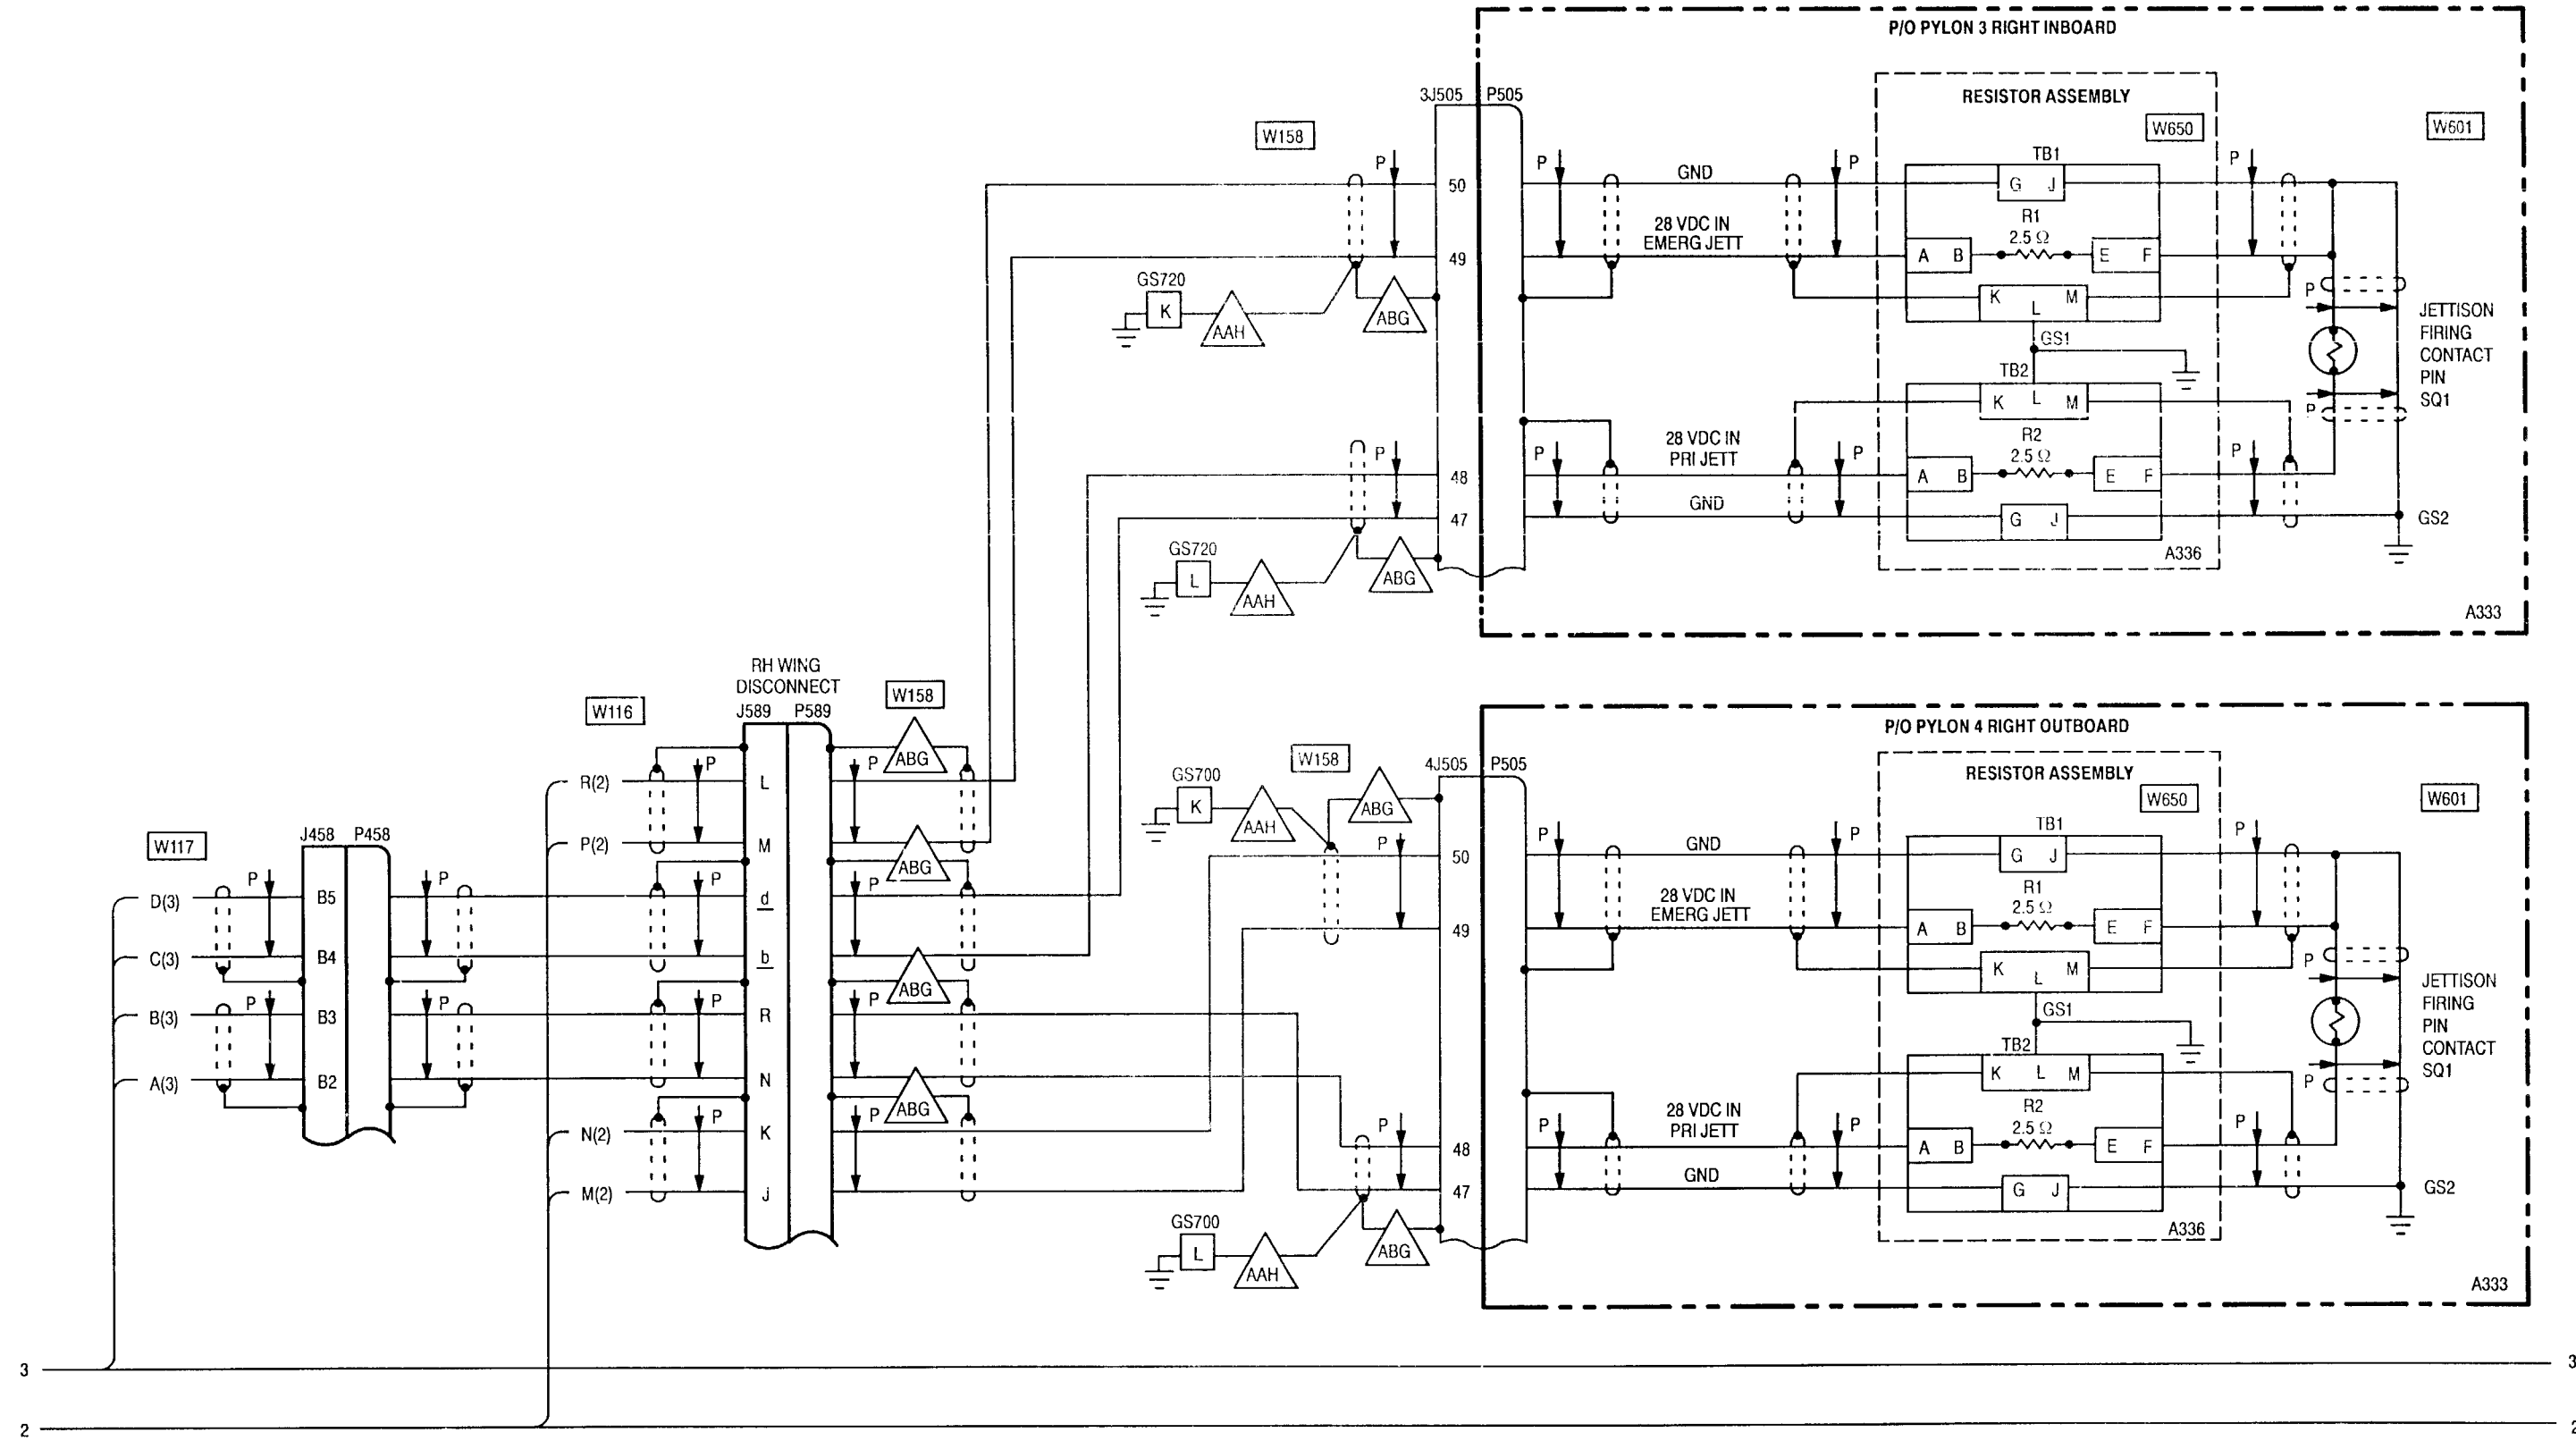 P/O PYLON 3 RIGHT INBOARD
3J505 P505
RESISTOR ASSEMBLY
W158
W650
W601
P P P P
TB1
50 GND G J
R1
28 VDC IN
EMERG JETT
2.5 Ω
49 A B E F
GS720
K
AAH
ABG
K L M
P
JETTISON
FIRING
CONTACT
PIN
SQ1
GS1
TB2
K L M
P
R2
28 VDC IN
PRI JETT
2.5 Ω
P P P P
48 A B E F
47 GND G J GS2
GS720
L
AAH
ABG
A336
A333
RH WING
DISCONNECT
W116
J589 P589
W158
ABG
R(2) P L P
P(2) M
ABG
W117
J458 P458
D(3) P B5 P P d P
C(3) B4 b
ABG
B(3) P B3 P P R P
A(3) B2 N
ABG
N(2) P K P
M(2) J
P/O PYLON 4 RIGHT OUTBOARD
4J505 P505
RESISTOR ASSEMBLY
W158
W650
W601
GS700
K
AAH
ABG
P P P P
TB1
50 GND G J
R1
28 VDC IN
EMERG JETT
2.5 Ω
49 A B E F
K L M
P
JETTISON
FIRING
PIN
CONTACT
SQ1
GS1
TB2
K L M
P
R2
28 VDC IN
PRI JETT
2.5 Ω
P P P P
48 A B E F
47 GND G J GS2
GS700
L
AAH
ABG
A336
A333
3 3
2 2